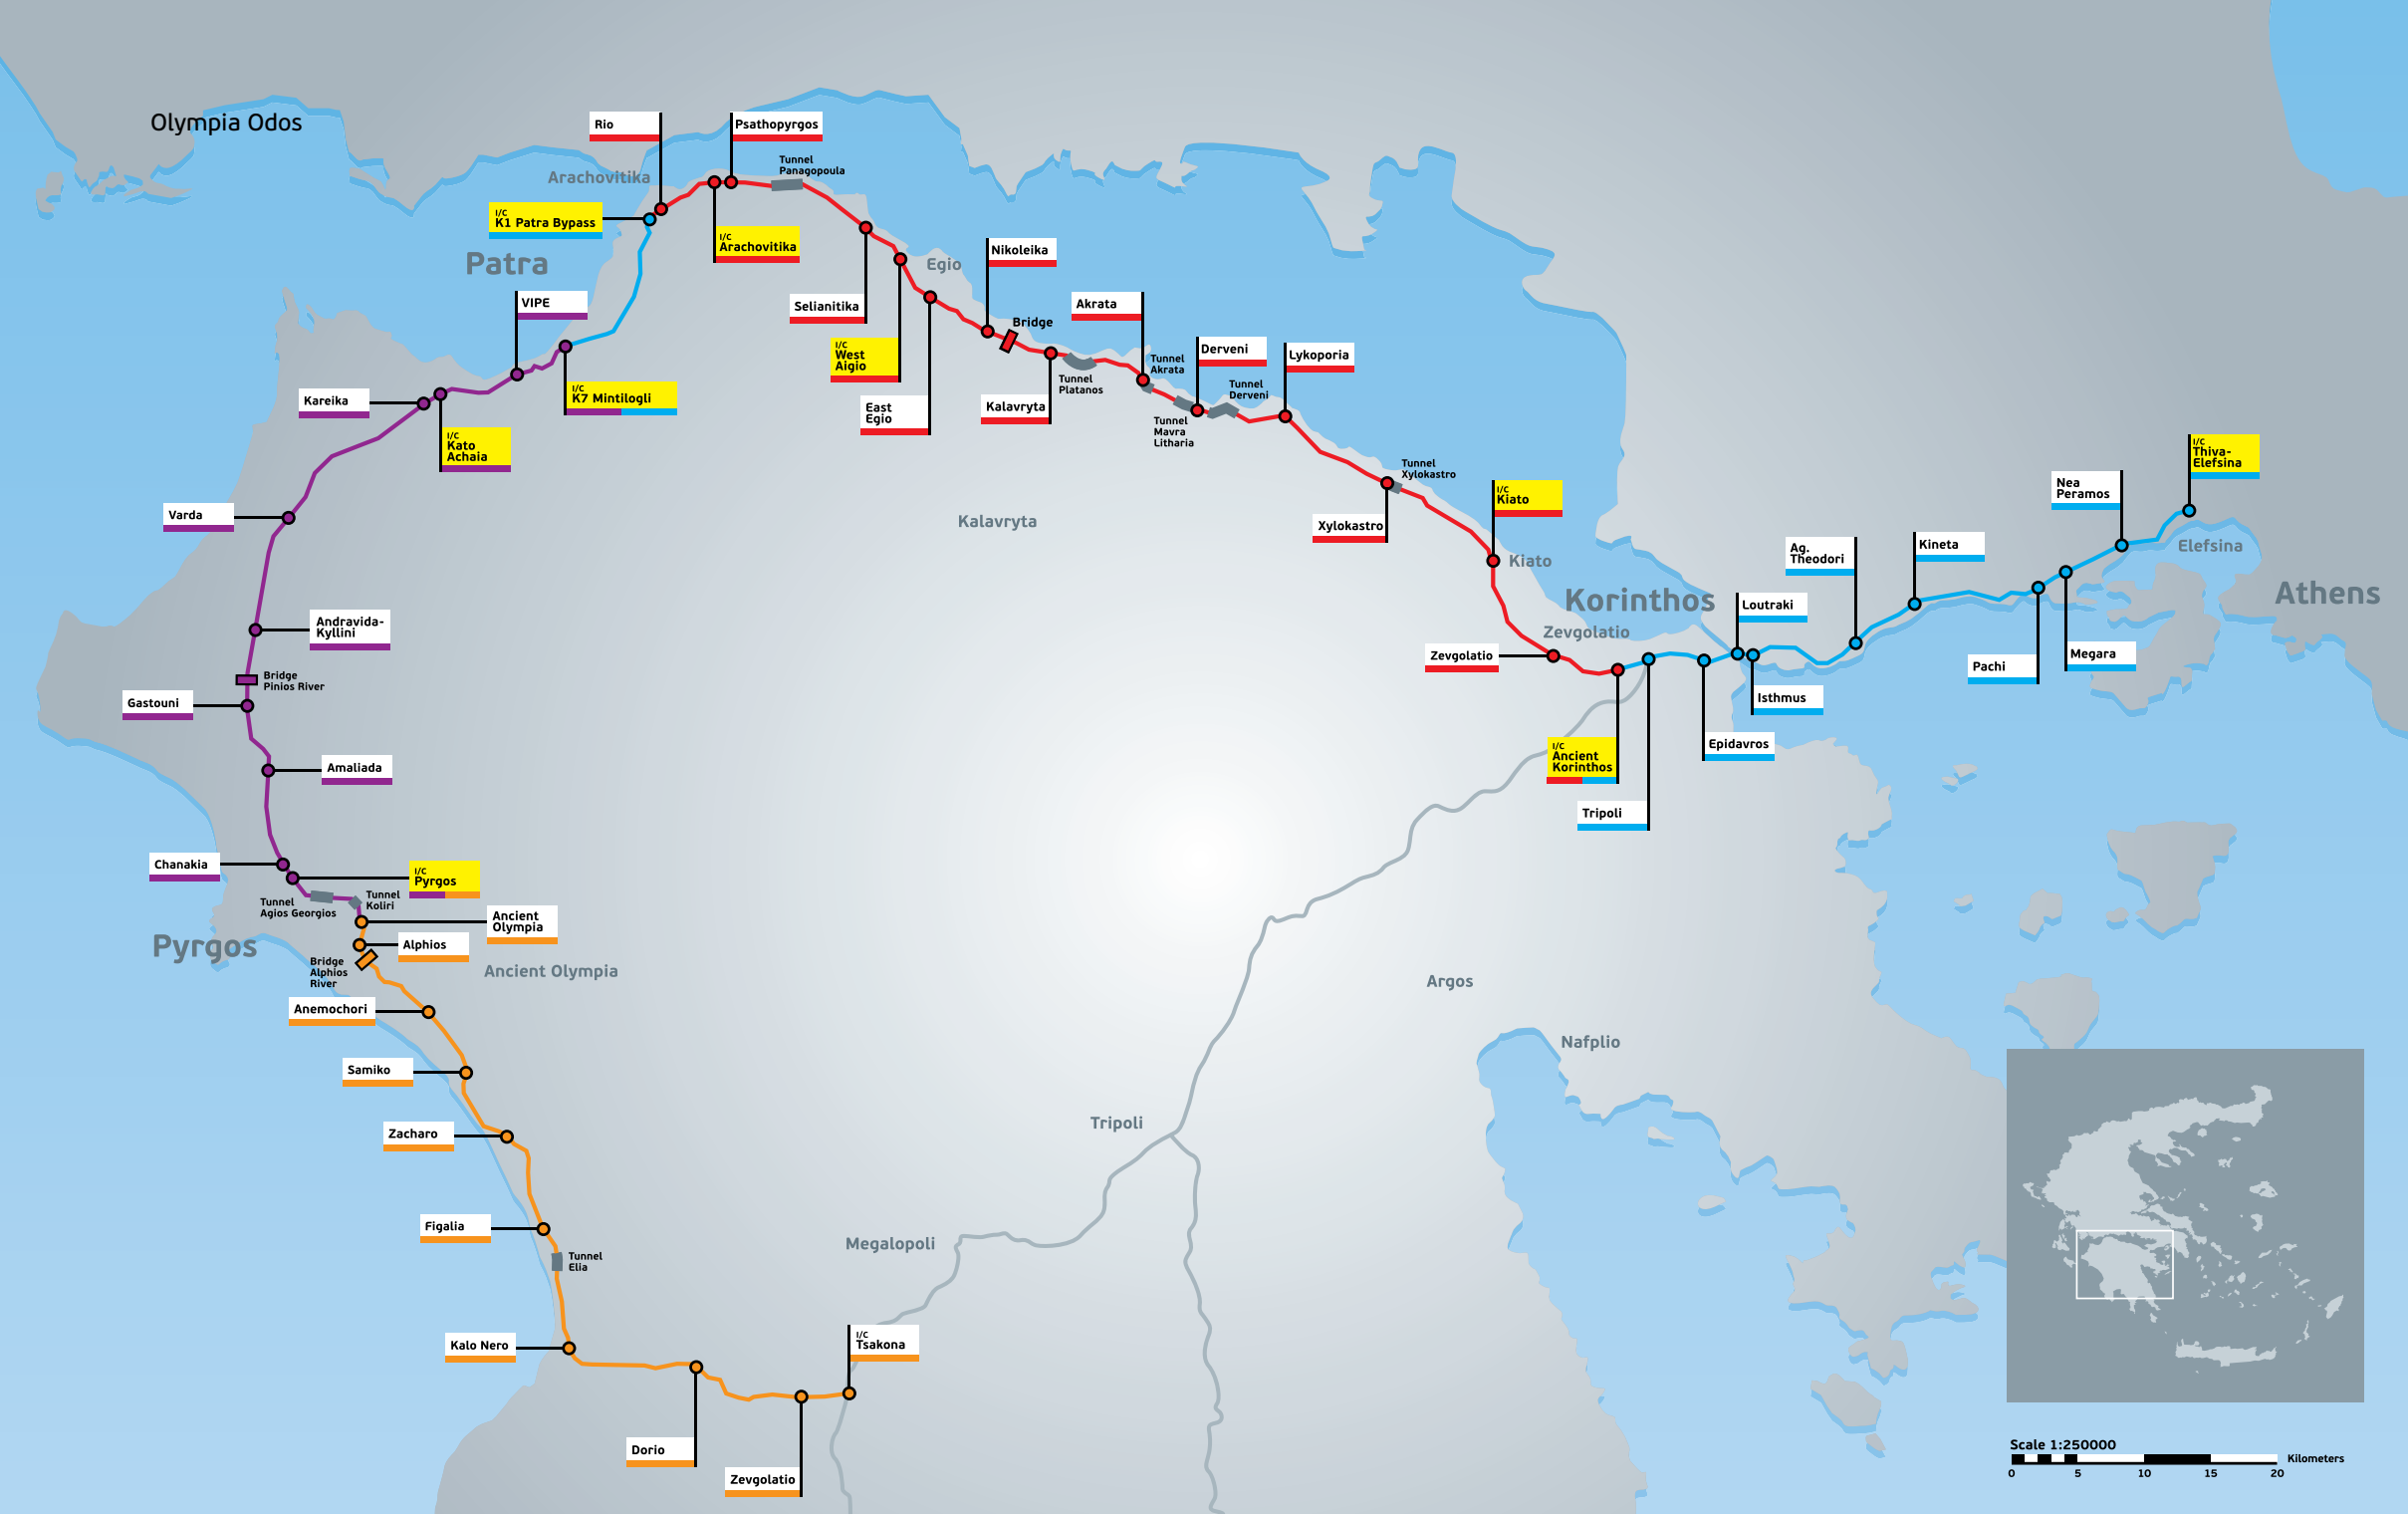 Olympia Odos
Rio
Psathopyrgos
Tunnel
Panagopoula
Arachovitika
I/C
K1 Patra Bypass
I/C
Arachovitika
Patra
Egio
Nikoleika
VIPE
Selianitika
Bridge
Akrata
I/C
West
Aigio
Tunnel
Akrata
Derveni
Lykoporia
Kareika
I/C
K7 Mintilogli
East
Egio
Kalavryta
Tunnel
Platanos
Tunnel
Derveni
Tunnel
Mavra
Litharia
I/C
Kato
Achaia
I/C
Thiva-
Elefsina
Tunnel
Xylokastro
Nea
Peramos
I/C
Kiato
Varda
Kalavryta
Xylokastro
Kiato
Ag.
Theodori
Kineta
Elefsina
Athens
Korinthos
Loutraki
Zevgolatio
Andravida-
Kyllini
Zevgolatio
Pachi
Megara
Bridge
Pinios River
Gastouni
Isthmus
I/C
Ancient
Korinthos
Epidavros
Amaliada
Tripoli
Chanakia
I/C
Pyrgos
Tunnel
Agios Georgios
Tunnel
Koliri
Ancient
Olympia
Pyrgos
Alphios
Bridge
Alphios
River
Ancient Olympia
Argos
Anemochori
Nafplio
Samiko
Zacharo
Tripoli
Figalia
Megalopoli
Tunnel
Elia
Kalo Nero
I/C
Tsakona
Dorio
Zevgolatio
Scale 1:250000
Kilometers
0 5 10 15 20